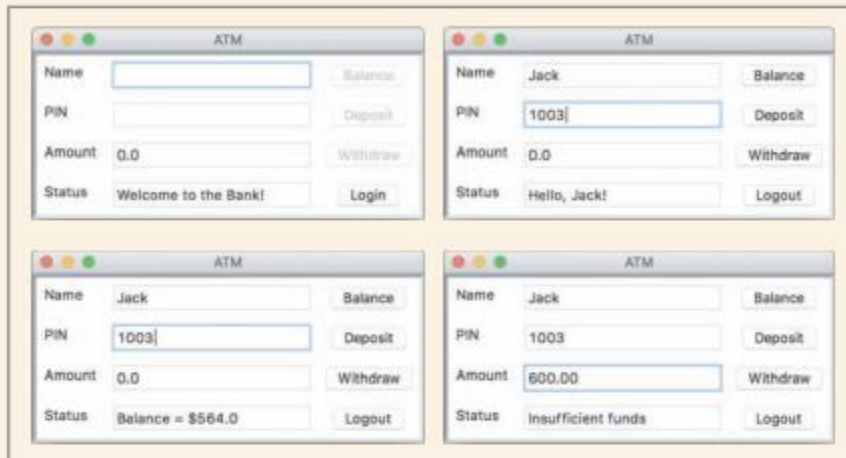 ATM
Name Balance
PIN Deposit
Amount 0.0 Withdraw
Status Welcome to the Bank! Login
ATM
Name Jack Balance
PIN 1003 Deposit
Amount 0.0 Withdraw
Status Hello, Jack! Logout
ATM
Name Jack Balance
PIN 1003 Deposit
Amount 0.0 Withdraw
Status Balance = $564.0 Logout
ATM
Name Jack Balance
PIN 1003 Deposit
Amount 600.00 Withdraw
Status Insufficient funds Logout